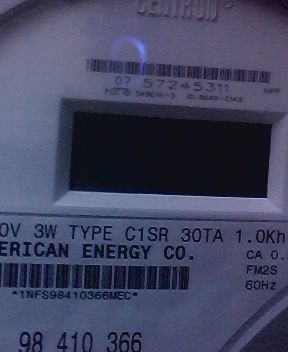 CENTRON®
07 57245311
0V 3W TYPE C1SR 30TA 1.0Kh
ERICAN ENERGY CO.
CA 0.
FM2S
*1NFS98410366MEC*
60Hz
98 410 366